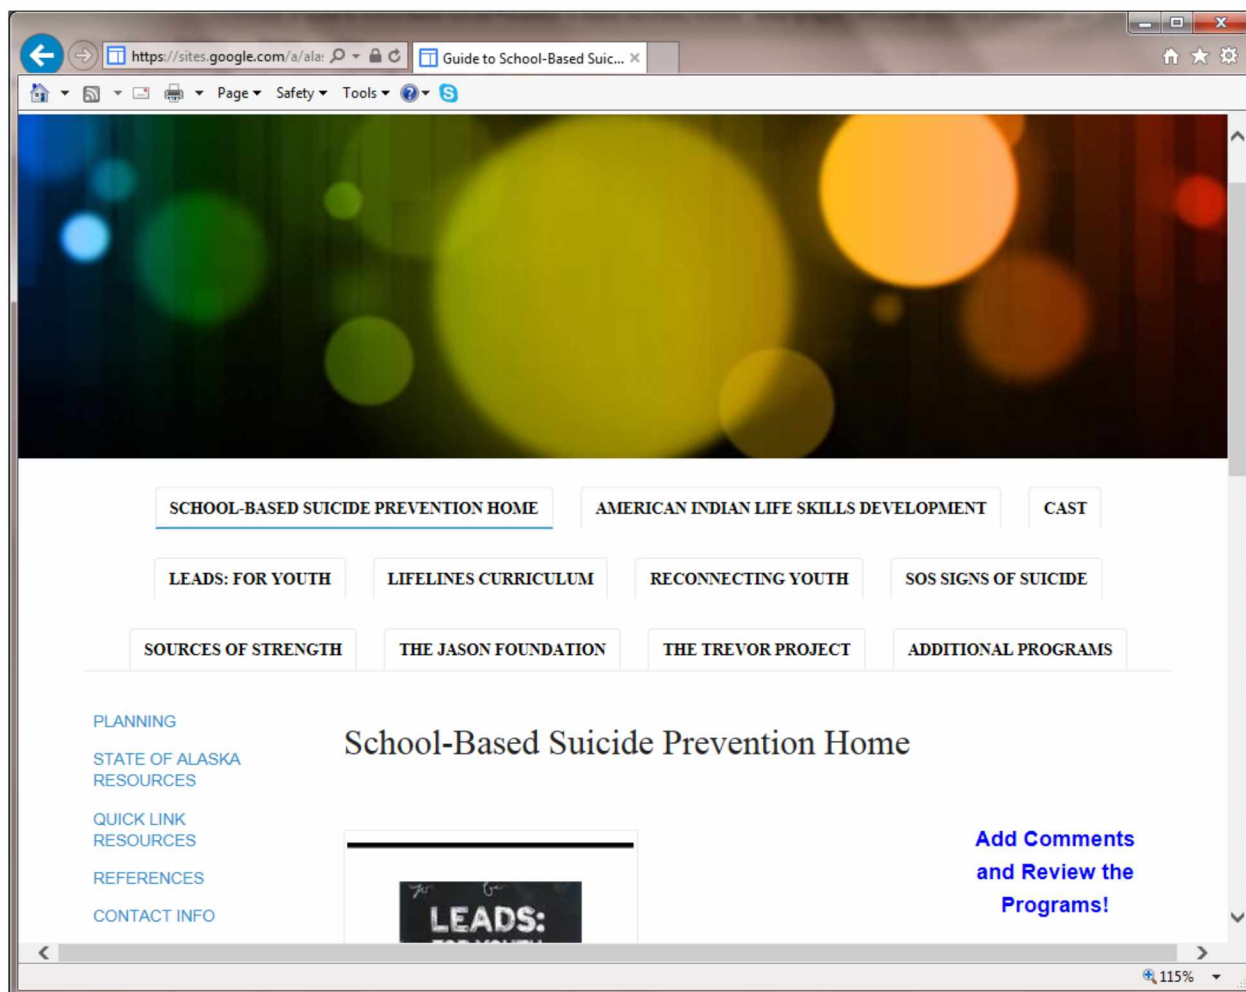 https://sites.google.com/a/ala
Guide to School-Based Suic...
Page Safety Tools
SCHOOL-BASED SUICIDE PREVENTION HOME AMERICAN INDIAN LIFE SKILLS DEVELOPMENT CAST
LEADS: FOR YOUTH LIFELINES CURRICULUM RECONNECTING YOUTH SOS SIGNS OF SUICIDE
SOURCES OF STRENGTH THE JASON FOUNDATION THE TREVOR PROJECT ADDITIONAL PROGRAMS
PLANNING
STATE OF ALASKA
RESOURCES
QUICK LINK
RESOURCES
REFERENCES
CONTACT INFO
School-Based Suicide Prevention Home
LEADS:
FOR YOUTH
Add Comments
and Review the
Programs!
115%